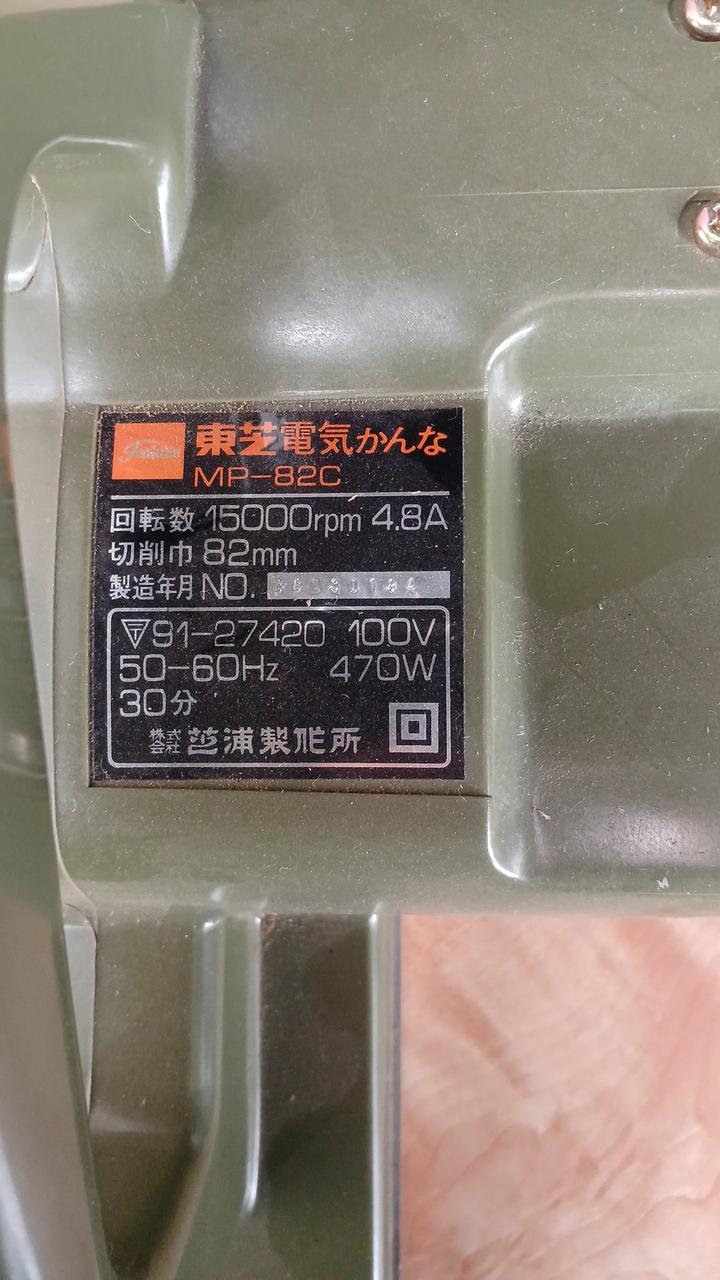 東芝電気かんな
MP-82C
回転数 15000rpm 4.8A
切削巾 82mm
製造年月 NO.
91-27420 100V
50-60Hz 470W
30分
株式会社 芝浦製作所